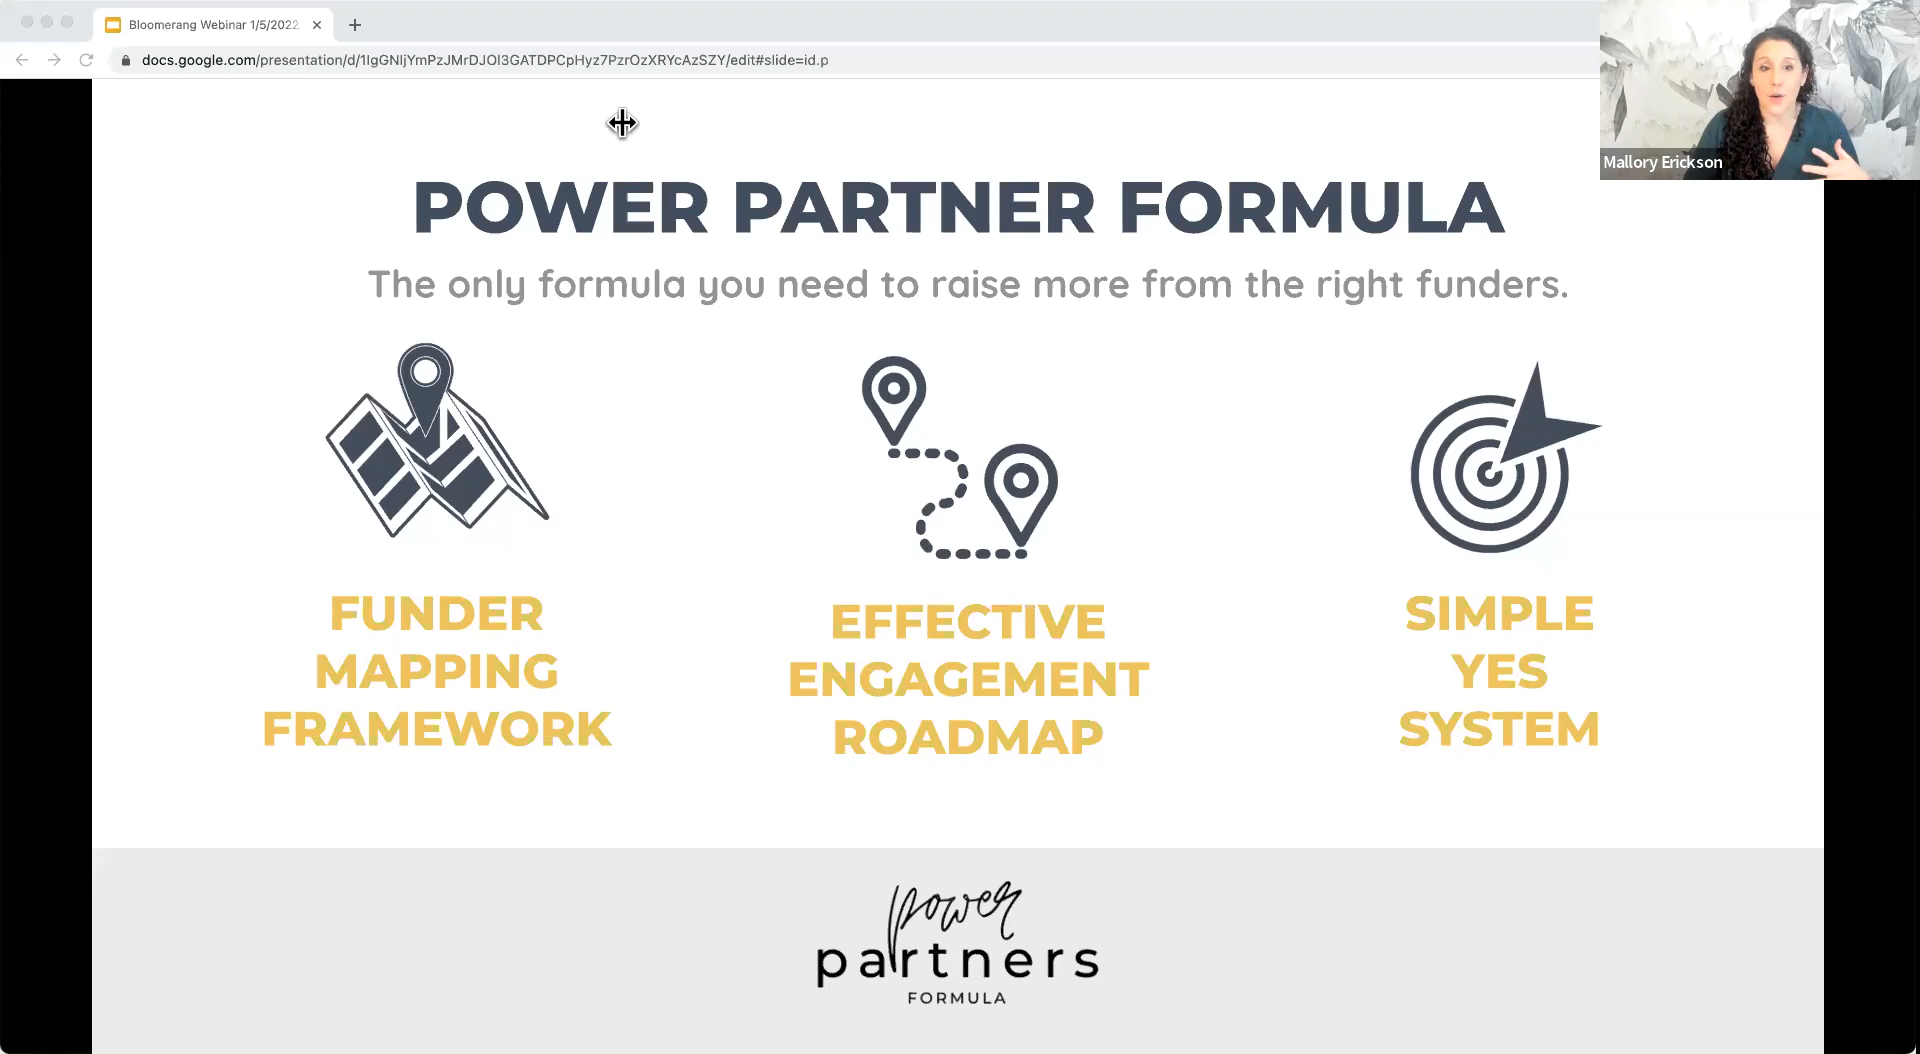 Bloomerang Webinar 1/5/2022
docs.google.com/presentation/d/1IgGNIjYmPzJMrDJOl3GATDPCpHyz7PzrOzXRYcAzSZY/edit#slide=id.p
Mallory Erickson
POWER PARTNER FORMULA
The only formula you need to raise more from the right funders.
FUNDER
MAPPING
FRAMEWORK
EFFECTIVE
ENGAGEMENT
ROADMAP
SIMPLE
YES
SYSTEM
power
partners
FORMULA